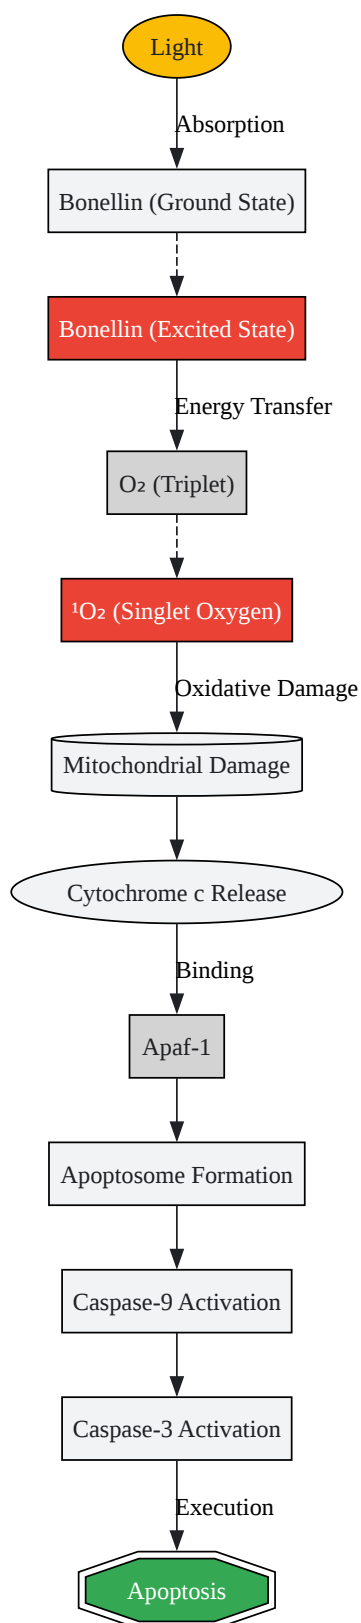 Light
Absorption
Bonellin (Ground State)
Bonellin (Excited State)
Energy Transfer
O₂ (Triplet)
¹O₂ (Singlet Oxygen)
Oxidative Damage
Mitochondrial Damage
Cytochrome c Release
Binding
Apaf-1
Apoptosome Formation
Caspase-9 Activation
Caspase-3 Activation
Execution
Apoptosis